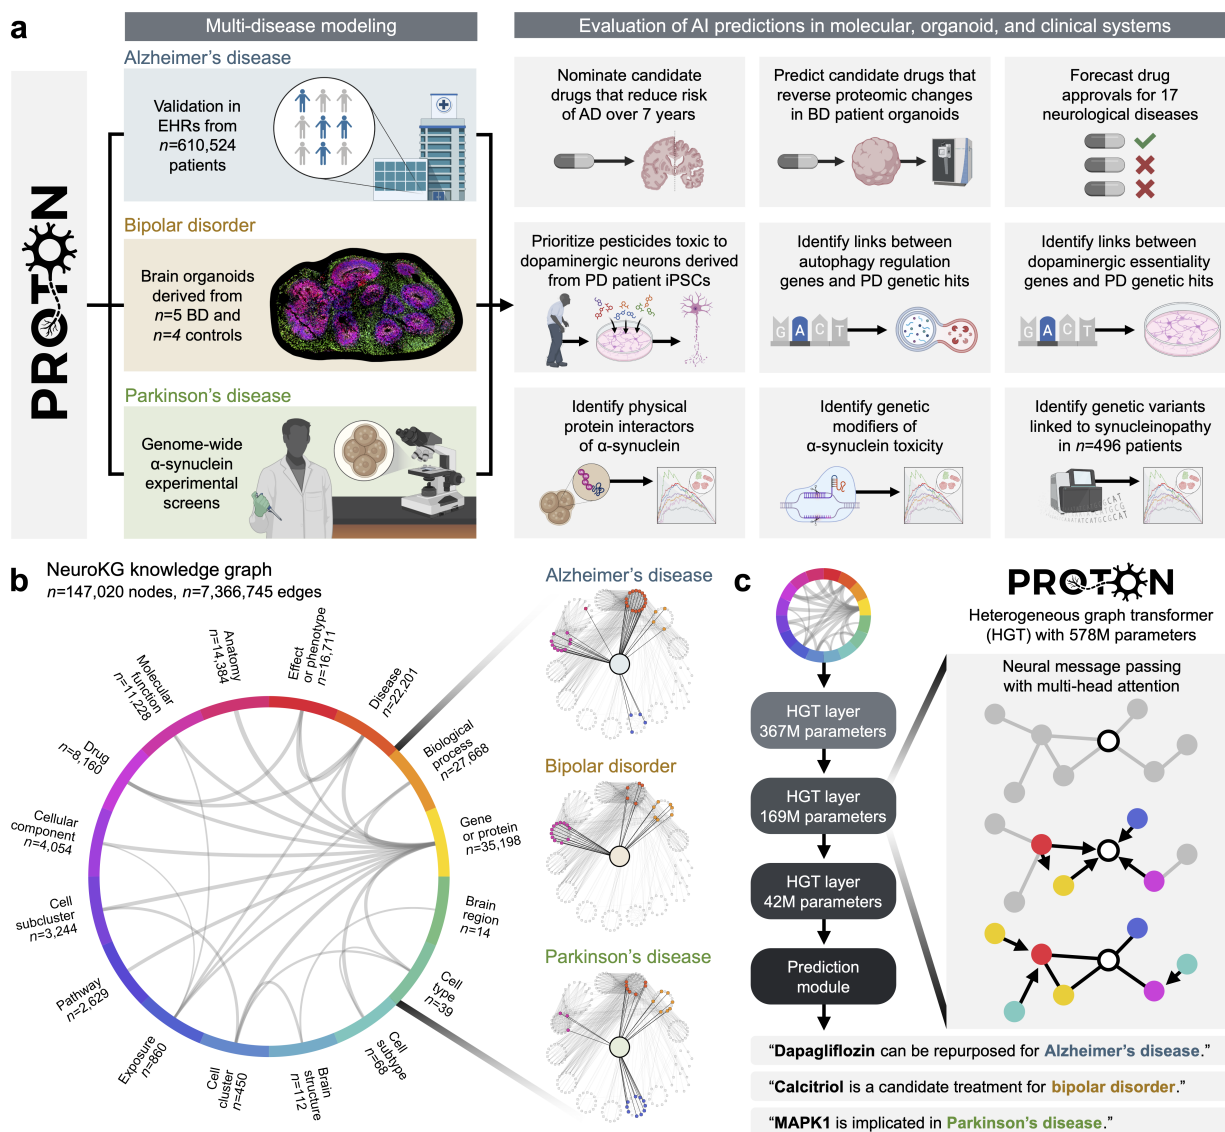 a
Multi-disease modeling
Evaluation of AI predictions in molecular, organoid, and clinical systems
PROTON
Alzheimer's disease
Validation in
EHRs from
n=610,524
patients
Bipolar disorder
Brain organoids
derived from
n=5 BD and
n=4 controls
Parkinson's disease
Genome-wide
α-synuclein
experimental
screens
Nominate candidate
drugs that reduce risk
of AD over 7 years
Predict candidate drugs that
reverse proteomic changes
in BD patient organoids
Forecast drug
approvals for 17
neurological diseases
Prioritize pesticides toxic to
dopaminergic neurons derived
from PD patient iPSCs
Identify links between
autophagy regulation
genes and PD genetic hits
G A C T
Identify links between
dopaminergic essentiality
genes and PD genetic hits
G A C T
Identify physical
protein interactors
of α-synuclein
Identify genetic
modifiers of
α-synuclein toxicity
Identify genetic variants
linked to synucleinopathy
in n=496 patients
b
NeuroKG knowledge graph
n=147,020 nodes, n=7,366,745 edges
Anatomy
n=14,384
Effect
or phenotype
n=16,711
Disease
n=22,201
Biological
process
n=27,668
Gene
or protein
n=35,198
Brain
region
n=14
Cell
type
n=39
Cell
subtype
n=68
Brain
structure
n=112
Cell
cluster
n=450
Exposure
n=860
Pathway
n=2,629
Cell
subcluster
n=3,244
Cellular
component
n=4,054
Drug
n=8,160
Molecular
function
n=11,228
Alzheimer's disease
Bipolar disorder
Parkinson's disease
c
PROTON
Heterogeneous graph transformer
(HGT) with 578M parameters
HGT layer
367M parameters
HGT layer
169M parameters
HGT layer
42M parameters
Prediction
module
Neural message passing
with multi-head attention
“Dapagliflozin can be repurposed for Alzheimer's disease.”
“Calcitriol is a candidate treatment for bipolar disorder.”
“MAPK1 is implicated in Parkinson's disease.”